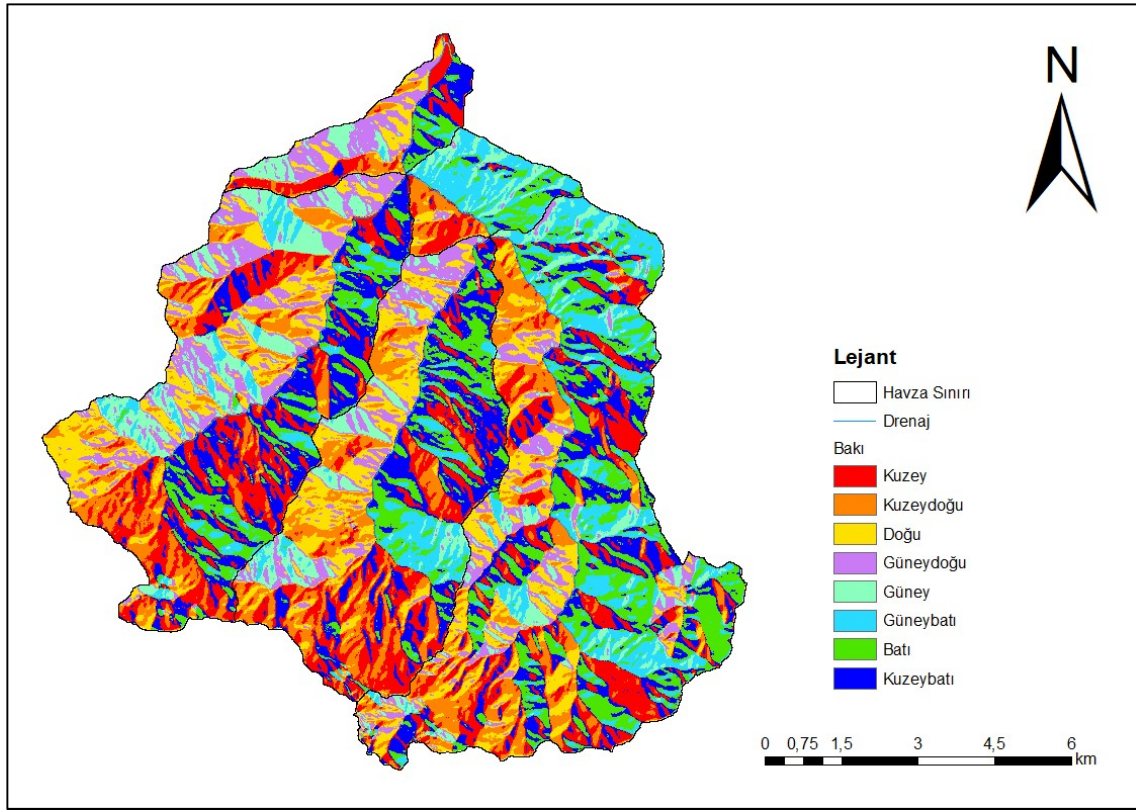 N
Lejant
Havza Sınırı
Drenaj
Bakı
Kuzey
Kuzeydoğu
Doğu
Güneydoğu
Güney
Güneybatı
Batı
Kuzeybatı
0 0,75 1,5 3 4,5 6
km